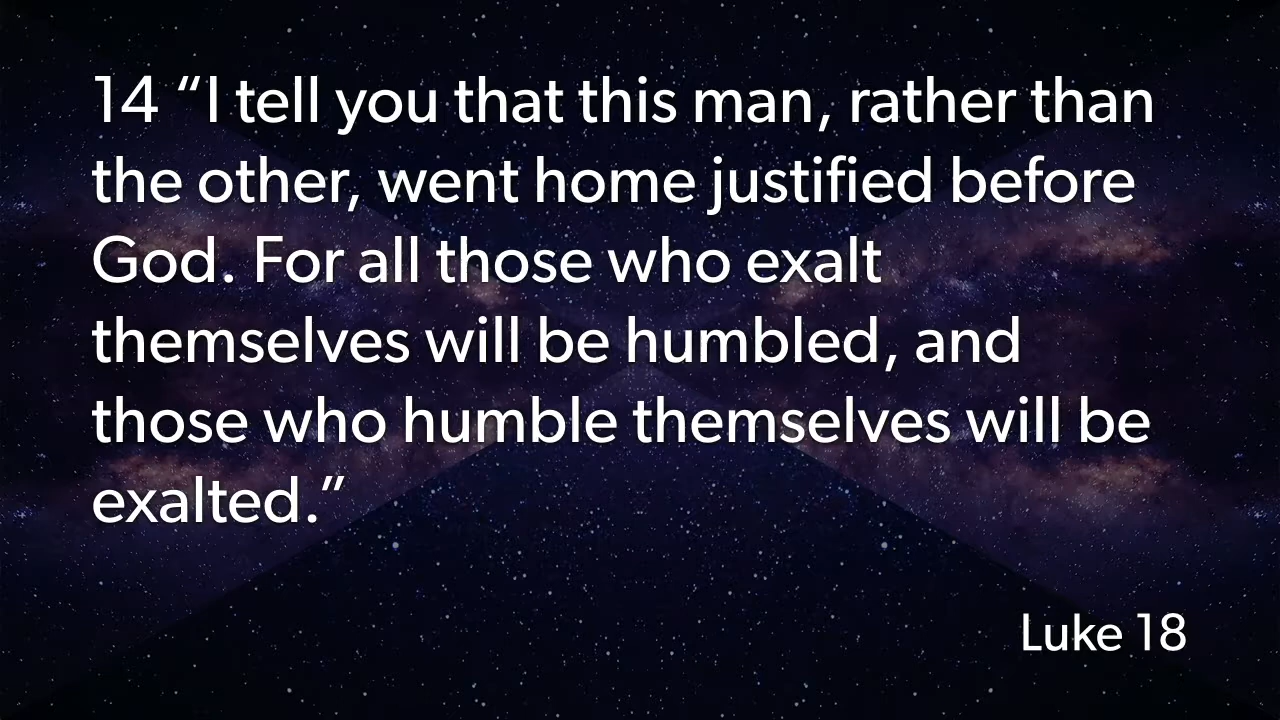 14 “I tell you that this man, rather than
the other, went home justified before
God. For all those who exalt
themselves will be humbled, and
those who humble themselves will be
exalted.”
Luke 18